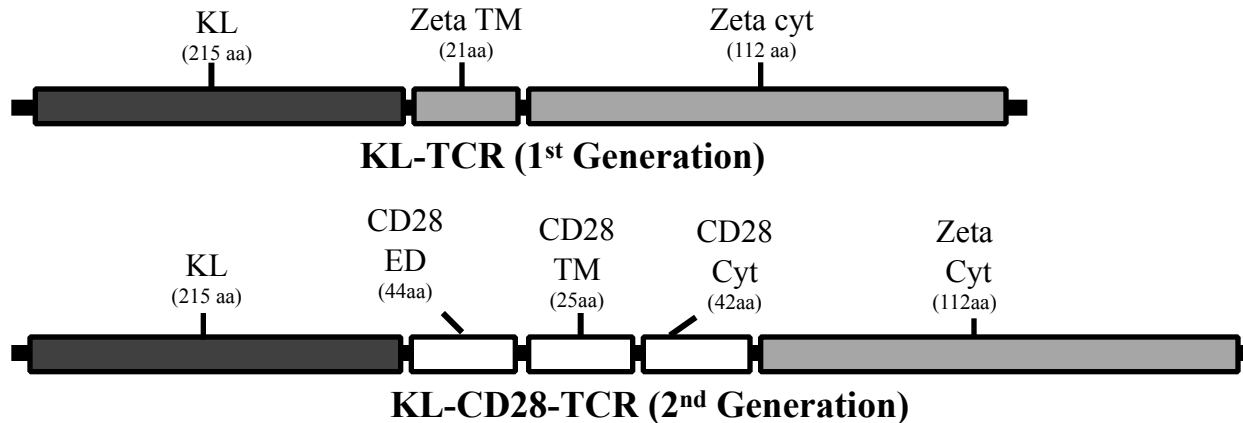 KL
(215 aa)
Zeta TM
(21aa)
Zeta cyt
(112 aa)
KL-TCR (1st Generation)
KL
(215 aa)
CD28
ED
(44aa)
CD28
TM
(25aa)
CD28
Cyt
(42aa)
Zeta
Cyt
(112aa)
KL-CD28-TCR (2nd Generation)